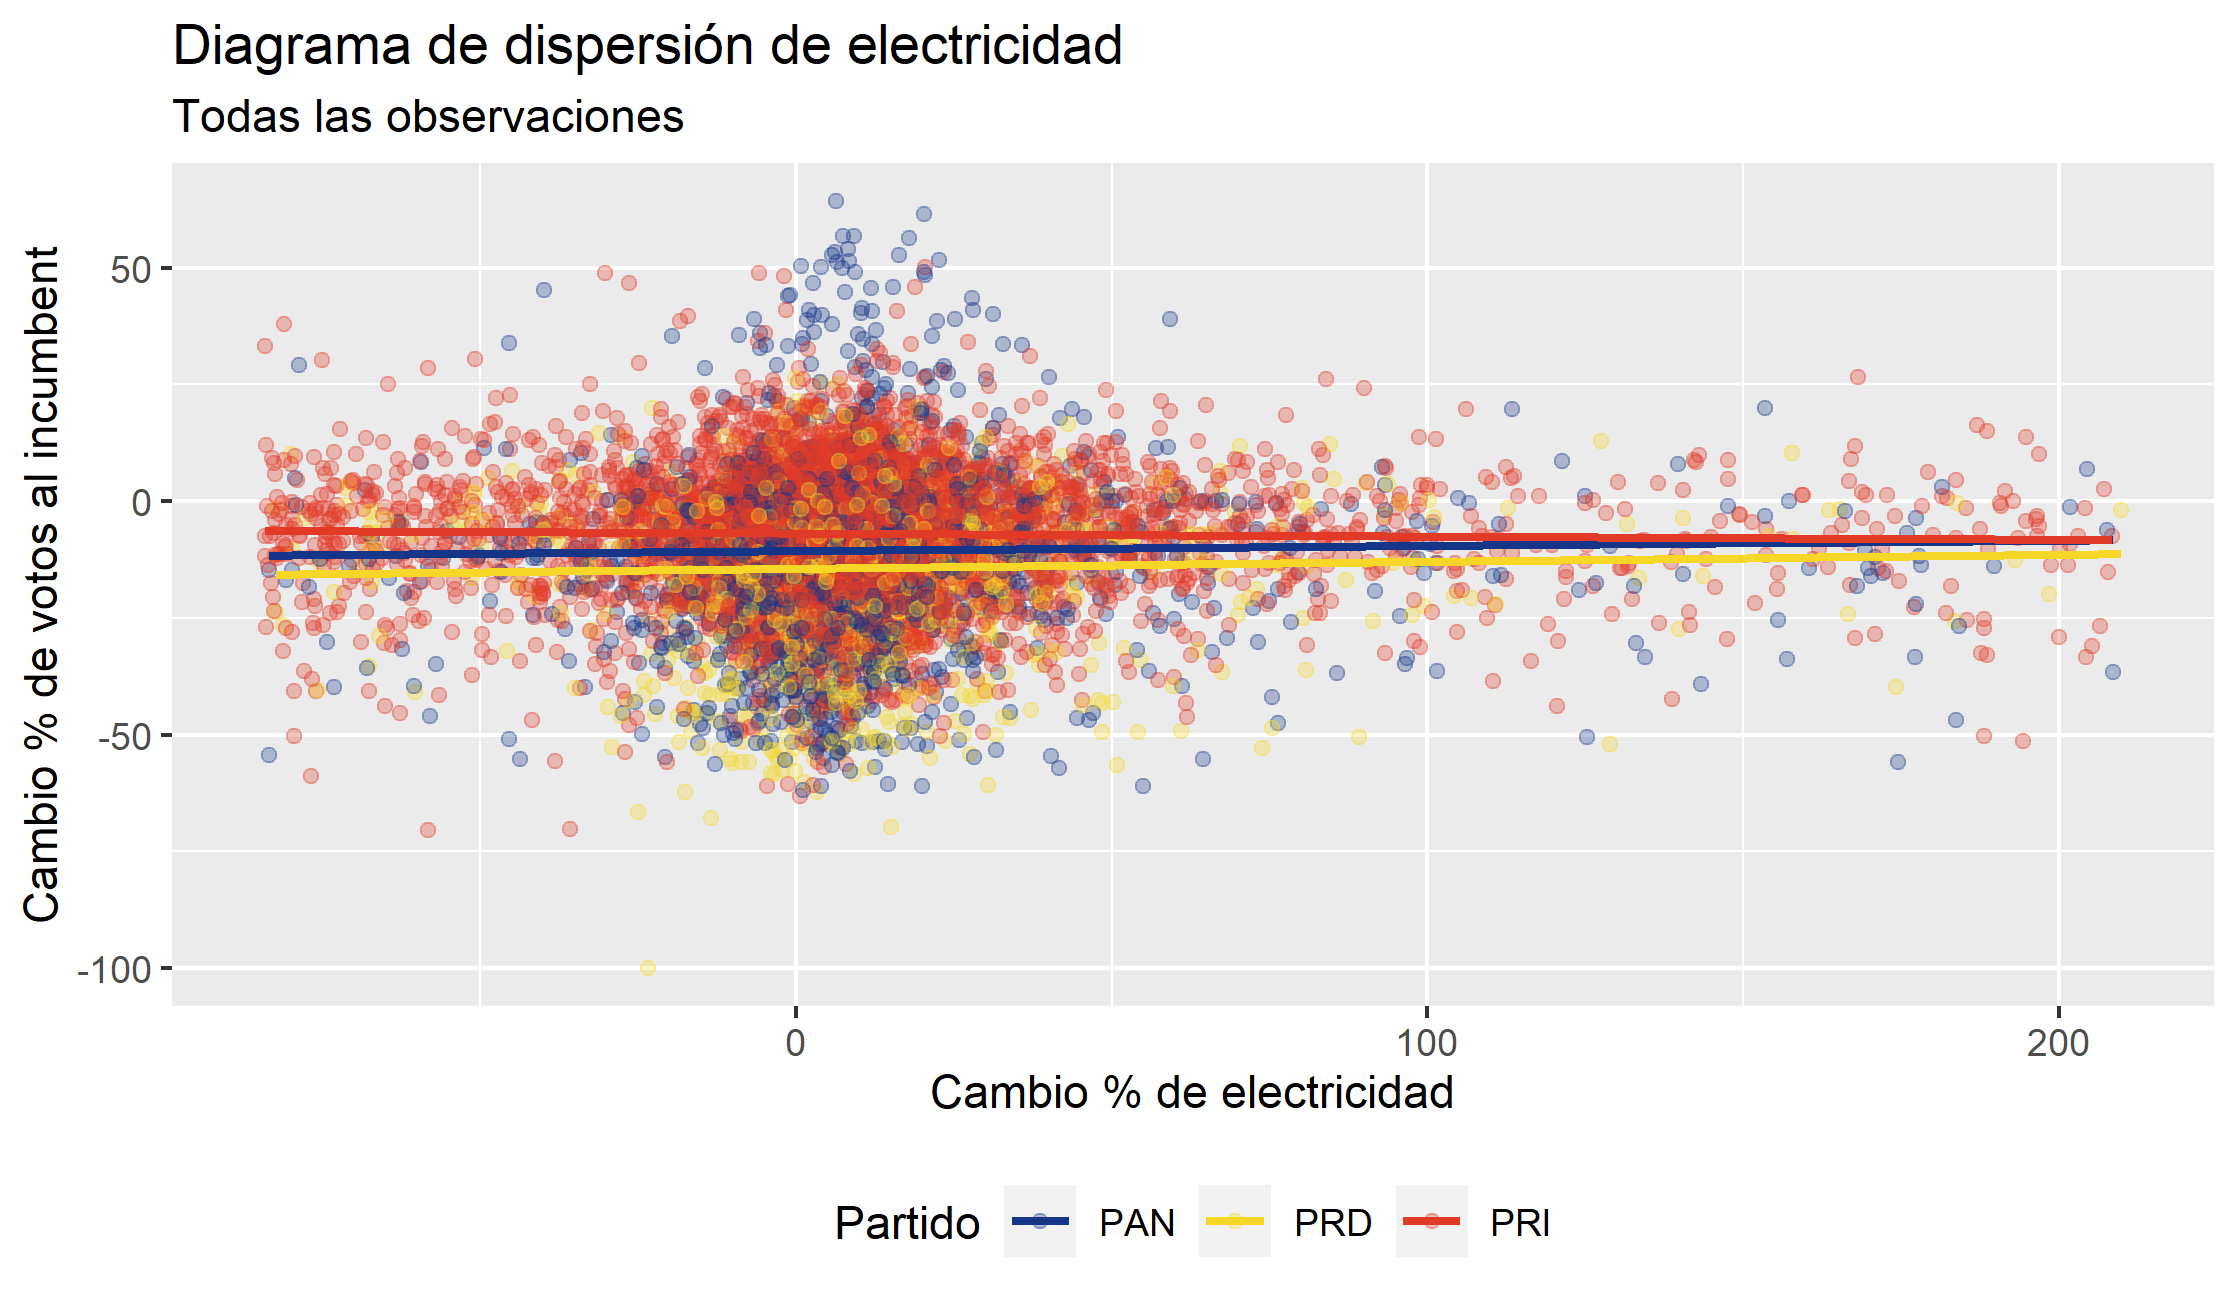 Diagrama de dispersión de electricidad
Todas las observaciones
Cambio % de votos al incumbent
50
0
-50
-100
0 100 200
Cambio % de electricidad
Partido PAN PRD PRI